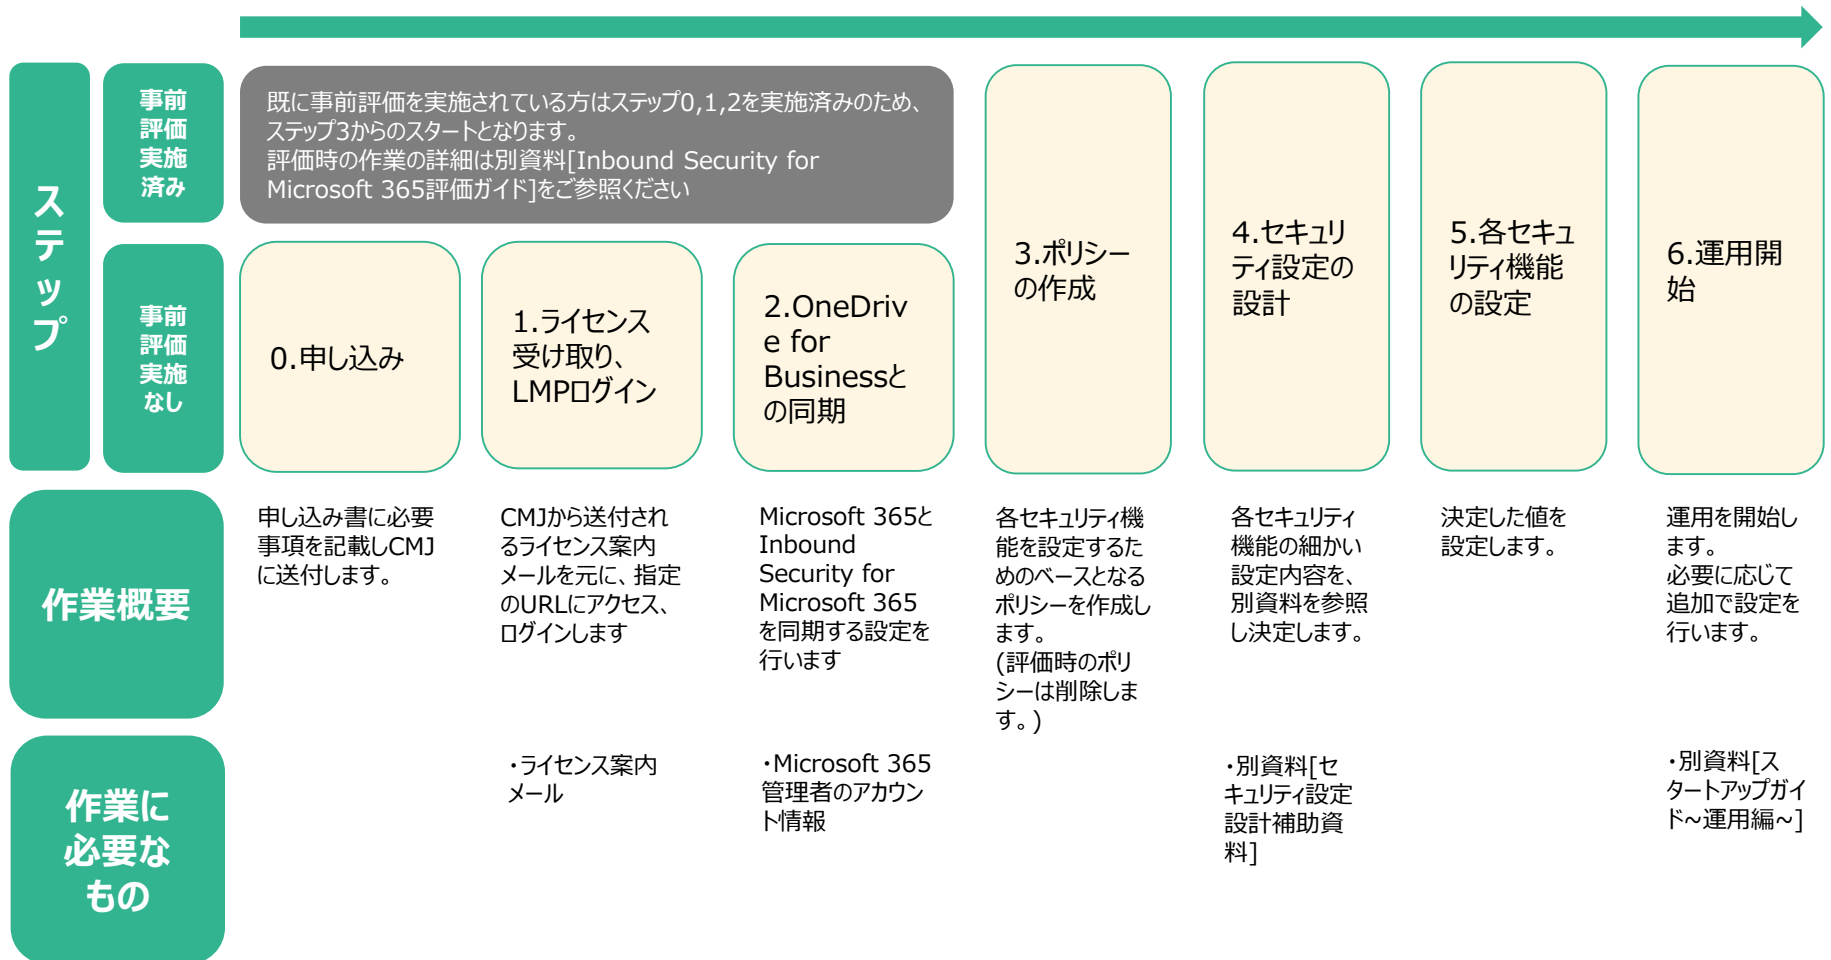 ステップ
事前
評価
実施
済み
既に事前評価を実施されている方はステップ0,1,2を実施済みのため、
ステップ3からのスタートとなります。
評価時の作業の詳細は別資料[Inbound Security for
Microsoft 365評価ガイド]をご参照ください
事前
評価
実施
なし
0.申し込み
1.ライセンス
受け取り、
LMPログイン
2.OneDriv
e for
Businessと
の同期
3.ポリシー
の作成
4.セキュリ
ティ設定の
設計
5.各セキュ
リティ機能
の設定
6.運用開
始
作業概要
申し込み書に必要
事項を記載しCMJ
に送付します。
CMJから送付され
るライセンス案内
メールを元に、指定
のURLにアクセス、
ログインします
Microsoft 365と
Inbound
Security for
Microsoft 365
を同期する設定を
行います
各セキュリティ機
能を設定するた
めのベースとなる
ポリシーを作成し
ます。
(評価時のポリ
シーは削除しま
す。)
各セキュリティ
機能の細かい
設定内容を、
別資料を参照
し決定します。
決定した値を
設定します。
運用を開始し
ます。
必要に応じて
追加で設定を
行います。
作業に
必要な
もの
・ライセンス案内
メール
・Microsoft 365
管理者のアカウン
ト情報
・別資料[セ
キュリティ設定
設計補助資
料]
・別資料[ス
タートアップガイ
ド~運用編~]